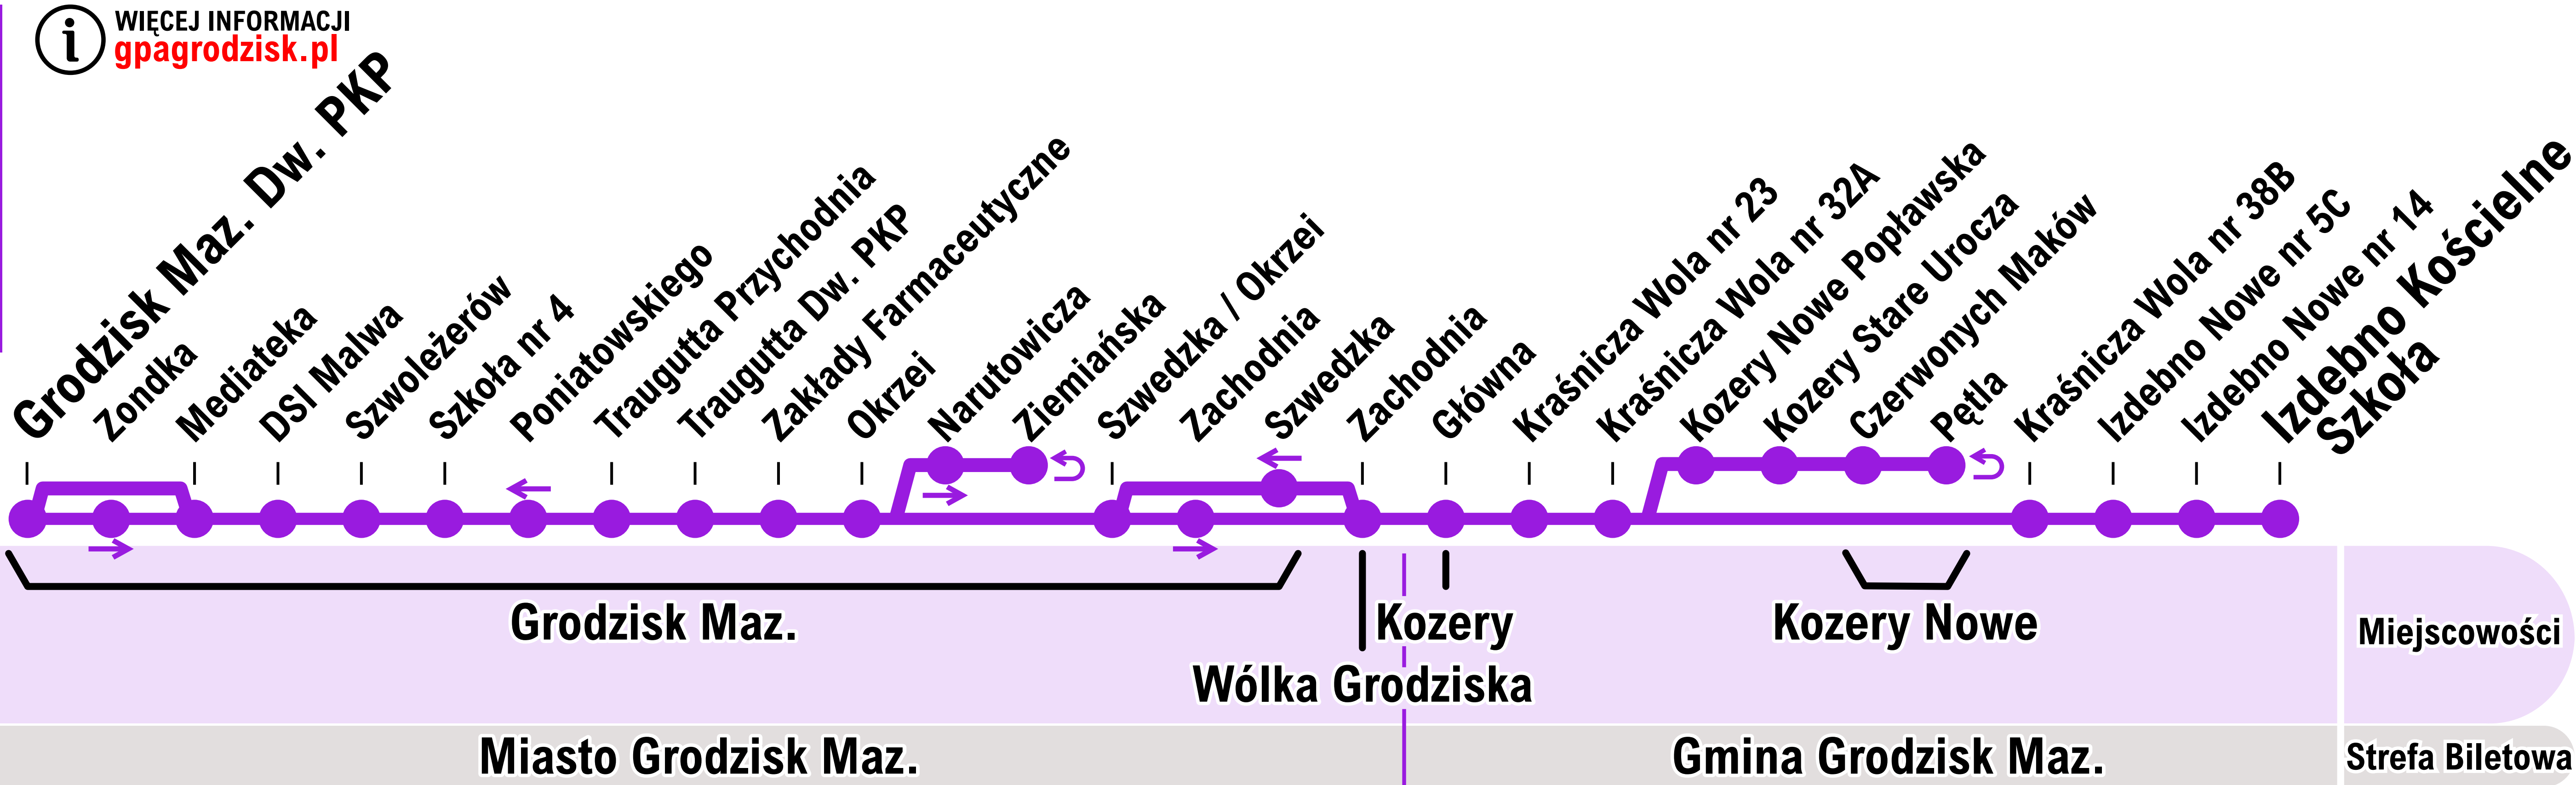 i
WIĘCEJ INFORMACJI
gpagrodzisk.pl
Grodzisk Maz. Dw. PKP
Zondka
Mediateka
DSI Malwa
Szwoleżerów
Szkoła nr 4
Poniatowskiego
Traugutta Przychodnia
Traugutta Dw. PKP
Zakłady Farmaceutyczne
Okrzei
Narutowicza
Ziemiańska
Szwedzka / Okrzei
Zachodnia
Szwedzka
Zachodnia
Główna
Kraśnicza Wola nr 23
Kraśnicza Wola nr 32A
Kozery Nowe Popławska
Kozery Stare Urocza
Czerwonych Maków
Pętla
Kraśnicza Wola nr 38B
Izdebno Nowe nr 5C
Izdebno Nowe nr 14
Izdebno Kościelne
Szkoła
Grodzisk Maz.
Kozery
Kozery Nowe
Miejscowości
Wólka Grodziska
Miasto Grodzisk Maz.
Gmina Grodzisk Maz.
Strefa Biletowa